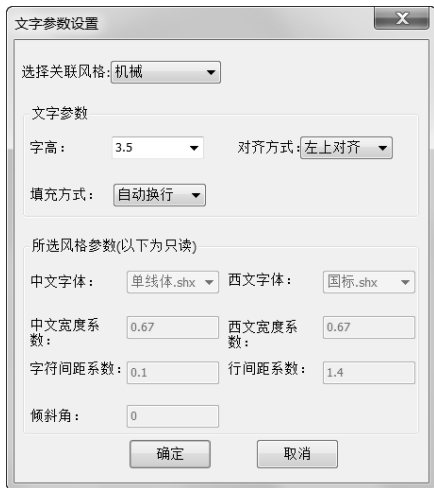 文字参数设置
X
选择关联风格: 机械
文字参数
字高: 3.5 对齐方式: 左上对齐
填充方式: 自动换行
所选风格参数(以下为只读)
中文字体: 单线体.shx 西文字体: 国标.shx
中文宽度系
数: 0.67 西文宽度系
数: 0.67
字符间距系数: 0.1 行间距系数: 1.4
倾斜角: 0
确定 取消